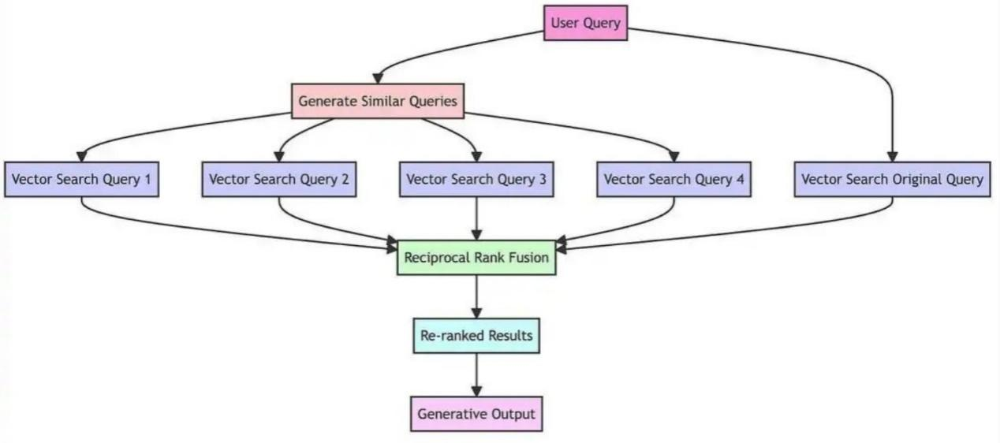 User Query
Generate Similar Queries
Vector Search Query 1
Vector Search Query 2
Vector Search Query 3
Vector Search Query 4
Vector Search Original Query
Reciprocal Rank Fusion
Re-ranked Results
Generative Output